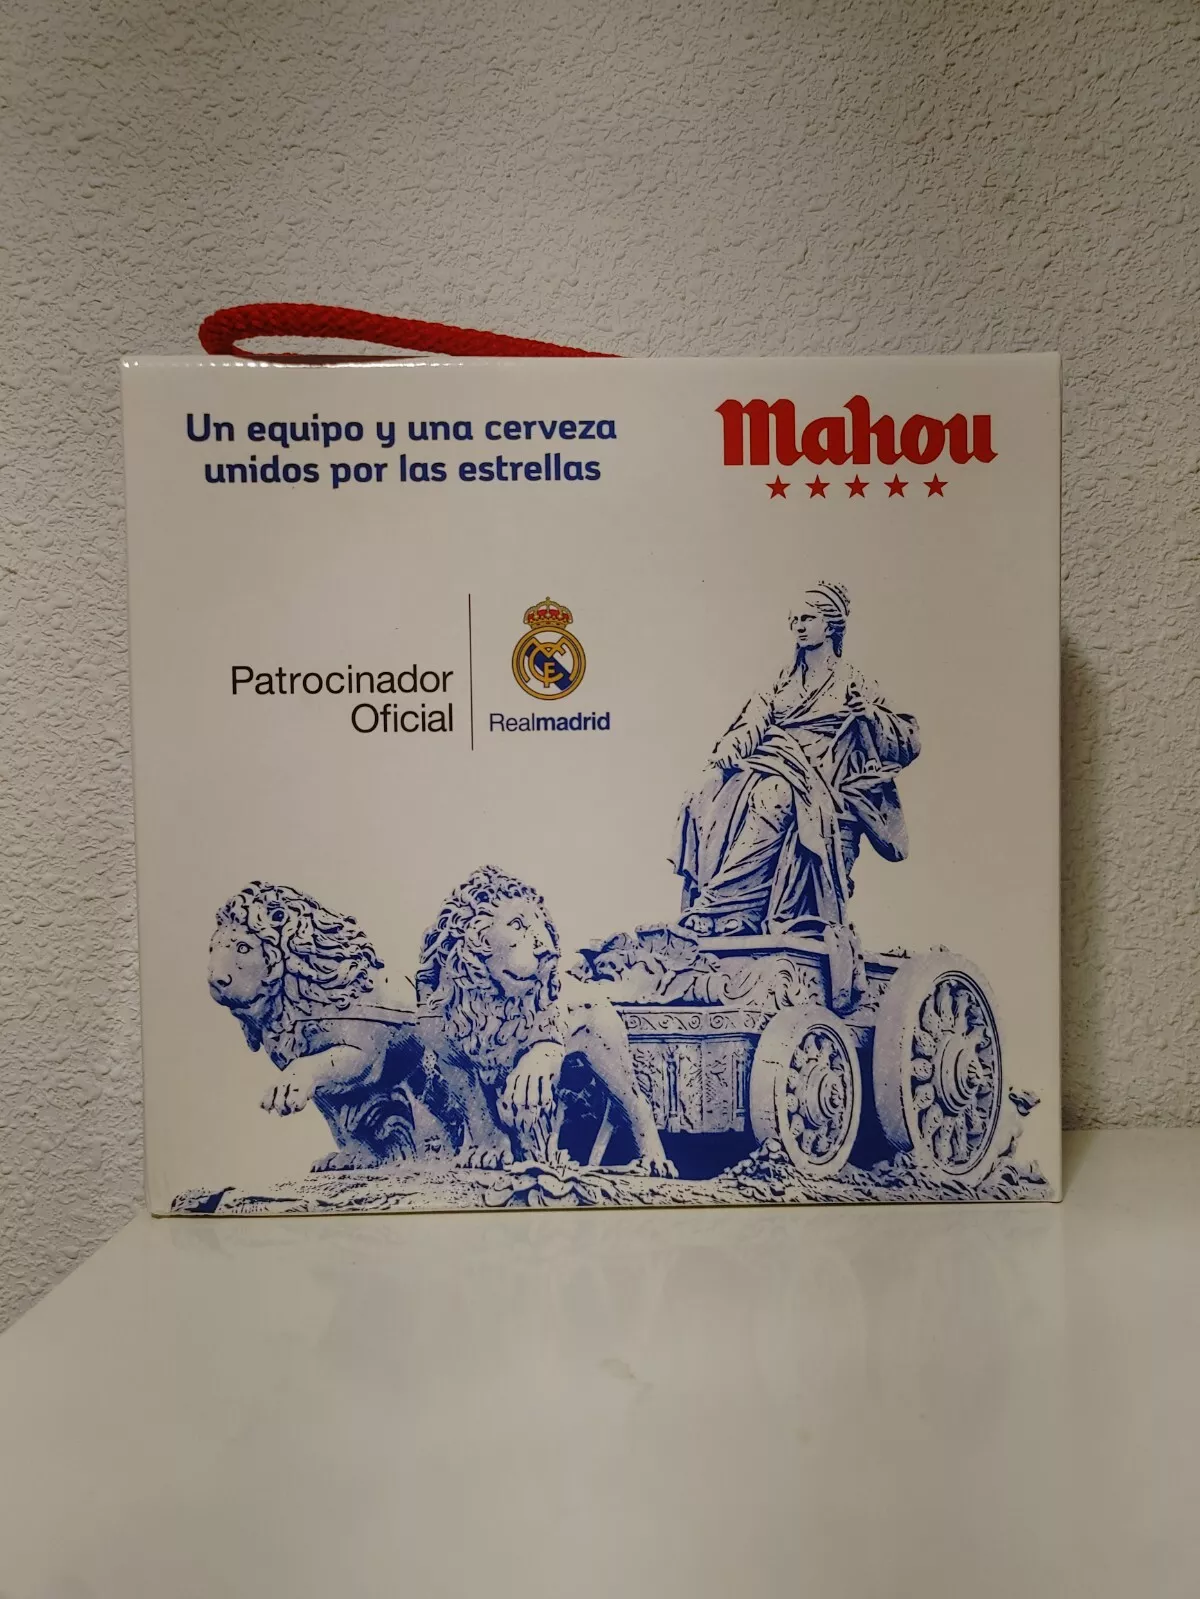 Un equipo y una cerveza
unidos por las estrellas
Mahou
Patrocinador
Oficial
Realmadrid